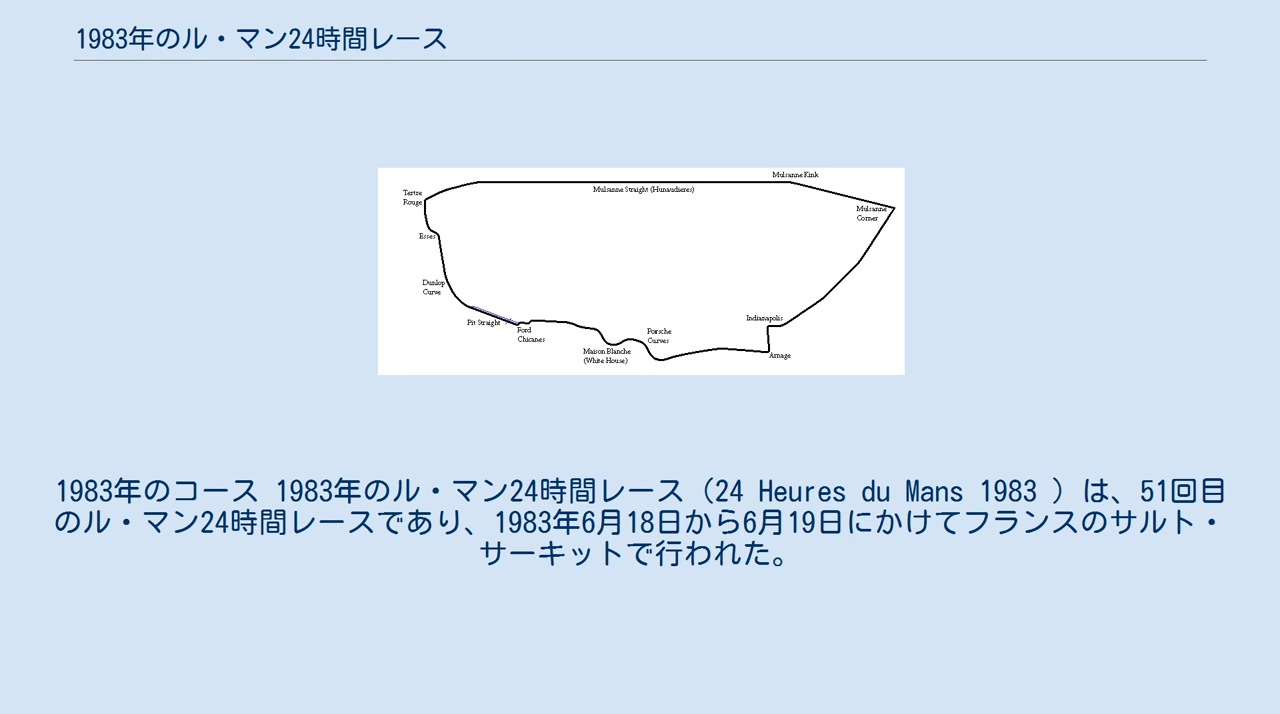 1983年のル・マン24時間レース
Mulsanne Kink
Tertre
Rouge
Mulsanne Straight (Hunaudieres)
Mulsanne
Corner
Esses
Dunlop
Curve
Indianapolis
Pit Straight
Ford
Chicanes
Porsche
Curves
Maison Blanche
(White House)
Arnage
1983年のコース 1983年のル・マン24時間レース（24 Heures du Mans 1983 ）は、51回目
のル・マン24時間レースであり、1983年6月18日から6月19日にかけてフランスのサルト・
サーキットで行われた。